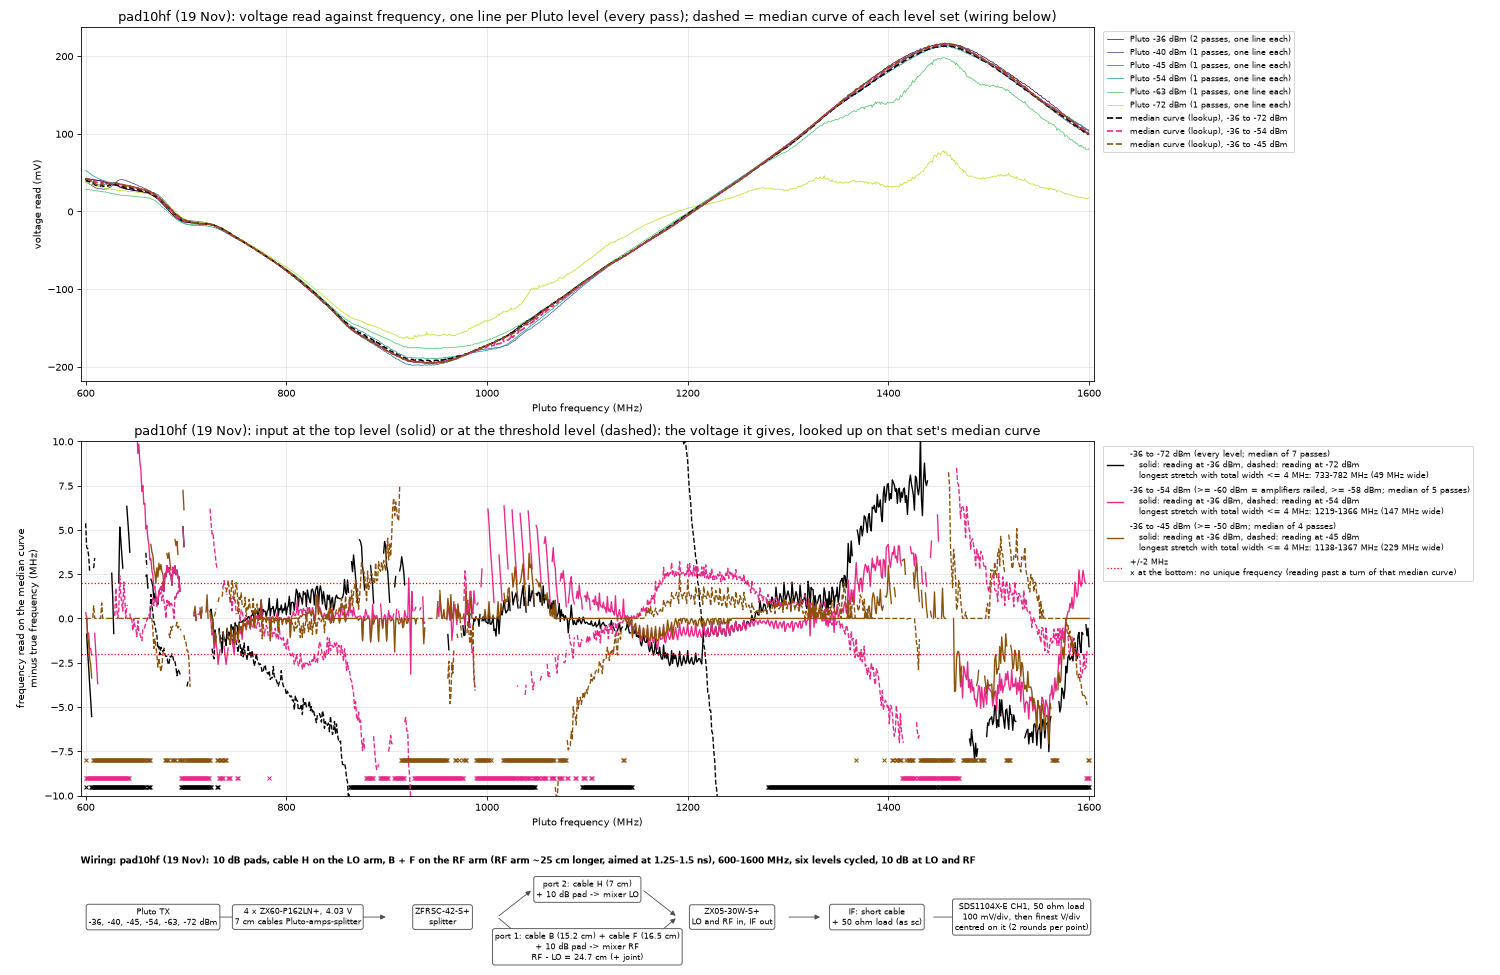 pad10hf (19 Nov): voltage read against frequency, one line per Pluto level (every pass); dashed = median curve of each level set (wiring below)
voltage read (mV)
200
100
0
−100
−200
600
800
1000
1200
1400
1600
Pluto frequency (MHz)
Pluto -36 dBm (2 passes, one line each)
Pluto -40 dBm (1 passes, one line each)
Pluto -45 dBm (1 passes, one line each)
Pluto -54 dBm (1 passes, one line each)
Pluto -63 dBm (1 passes, one line each)
Pluto -72 dBm (1 passes, one line each)
median curve (lookup), -36 to -72 dBm
median curve (lookup), -36 to -54 dBm
median curve (lookup), -36 to -45 dBm
pad10hf (19 Nov): input at the top level (solid) or at the threshold level (dashed): the voltage it gives, looked up on that set's median curve
frequency read on the median curve
minus true frequency (MHz)
10.0
7.5
5.0
2.5
0.0
−2.5
−5.0
−7.5
−10.0
600
800
1000
1200
1400
1600
Pluto frequency (MHz)
-36 to -72 dBm (every level; median of 7 passes)
solid: reading at -36 dBm, dashed: reading at -72 dBm
longest stretch with total width <= 4 MHz: 733-782 MHz (49 MHz wide)
-36 to -54 dBm (>= -60 dBm = amplifiers railed, >= -58 dBm; median of 5 passes)
solid: reading at -36 dBm, dashed: reading at -54 dBm
longest stretch with total width <= 4 MHz: 1219-1366 MHz (147 MHz wide)
-36 to -45 dBm (>= -50 dBm; median of 4 passes)
solid: reading at -36 dBm, dashed: reading at -45 dBm
longest stretch with total width <= 4 MHz: 1138-1367 MHz (229 MHz wide)
+/-2 MHz
x at the bottom: no unique frequency (reading past a turn of that median curve)
Wiring: pad10hf (19 Nov): 10 dB pads, cable H on the LO arm, B + F on the RF arm (RF arm ~25 cm longer, aimed at 1.25-1.5 ns), 600-1600 MHz, six levels cycled, 10 dB at LO and RF
Pluto TX
-36, -40, -45, -54, -63, -72 dBm
4 x ZX60-P162LN+, 4.03 V
7 cm cables Pluto-amps-splitter
ZFRSC-42-S+
splitter
port 2: cable H (7 cm)
+ 10 dB pad -> mixer LO
port 1: cable B (15.2 cm) + cable F (16.5 cm)
+ 10 dB pad -> mixer RF
RF - LO = 24.7 cm (+ joint)
ZX05-30W-S+
LO and RF in, IF out
IF: short cable
+ 50 ohm load (as sc)
SDS1104X-E CH1, 50 ohm load
100 mV/div, then finest V/div
centred on it (2 rounds per point)